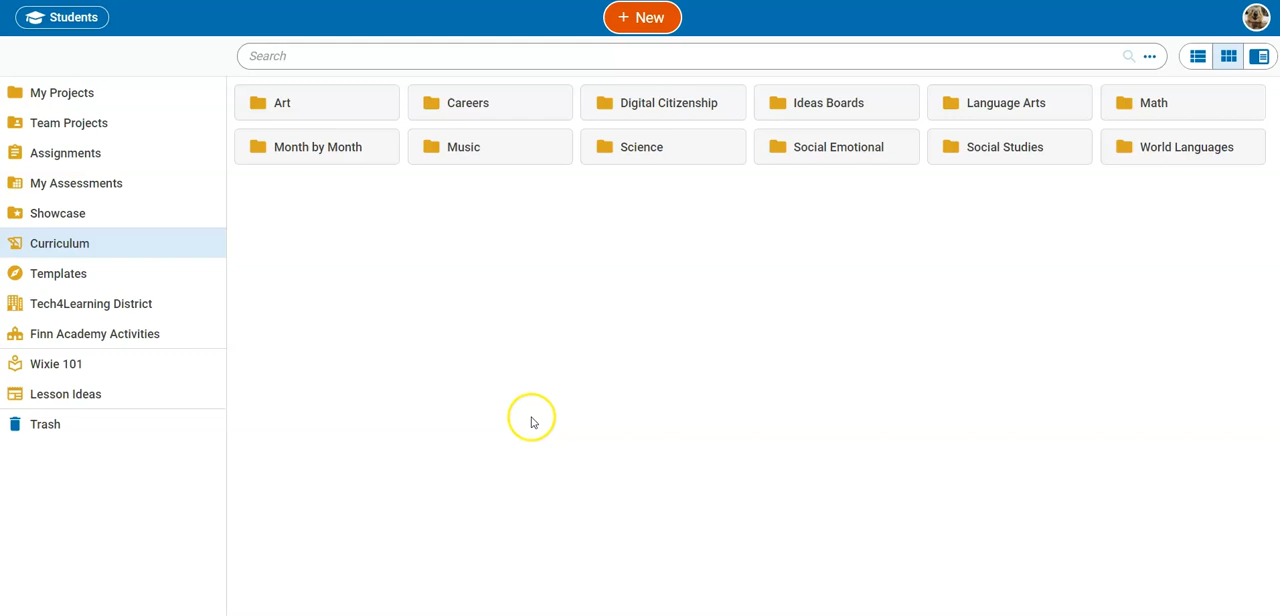 Students
+ New
Search
My Projects
Team Projects
Assignments
My Assessments
Showcase
Curriculum
Templates
Tech4Learning District
Finn Academy Activities
Wixie 101
Lesson Ideas
Trash
Art
Careers
Digital Citizenship
Ideas Boards
Language Arts
Math
Month by Month
Music
Science
Social Emotional
Social Studies
World Languages